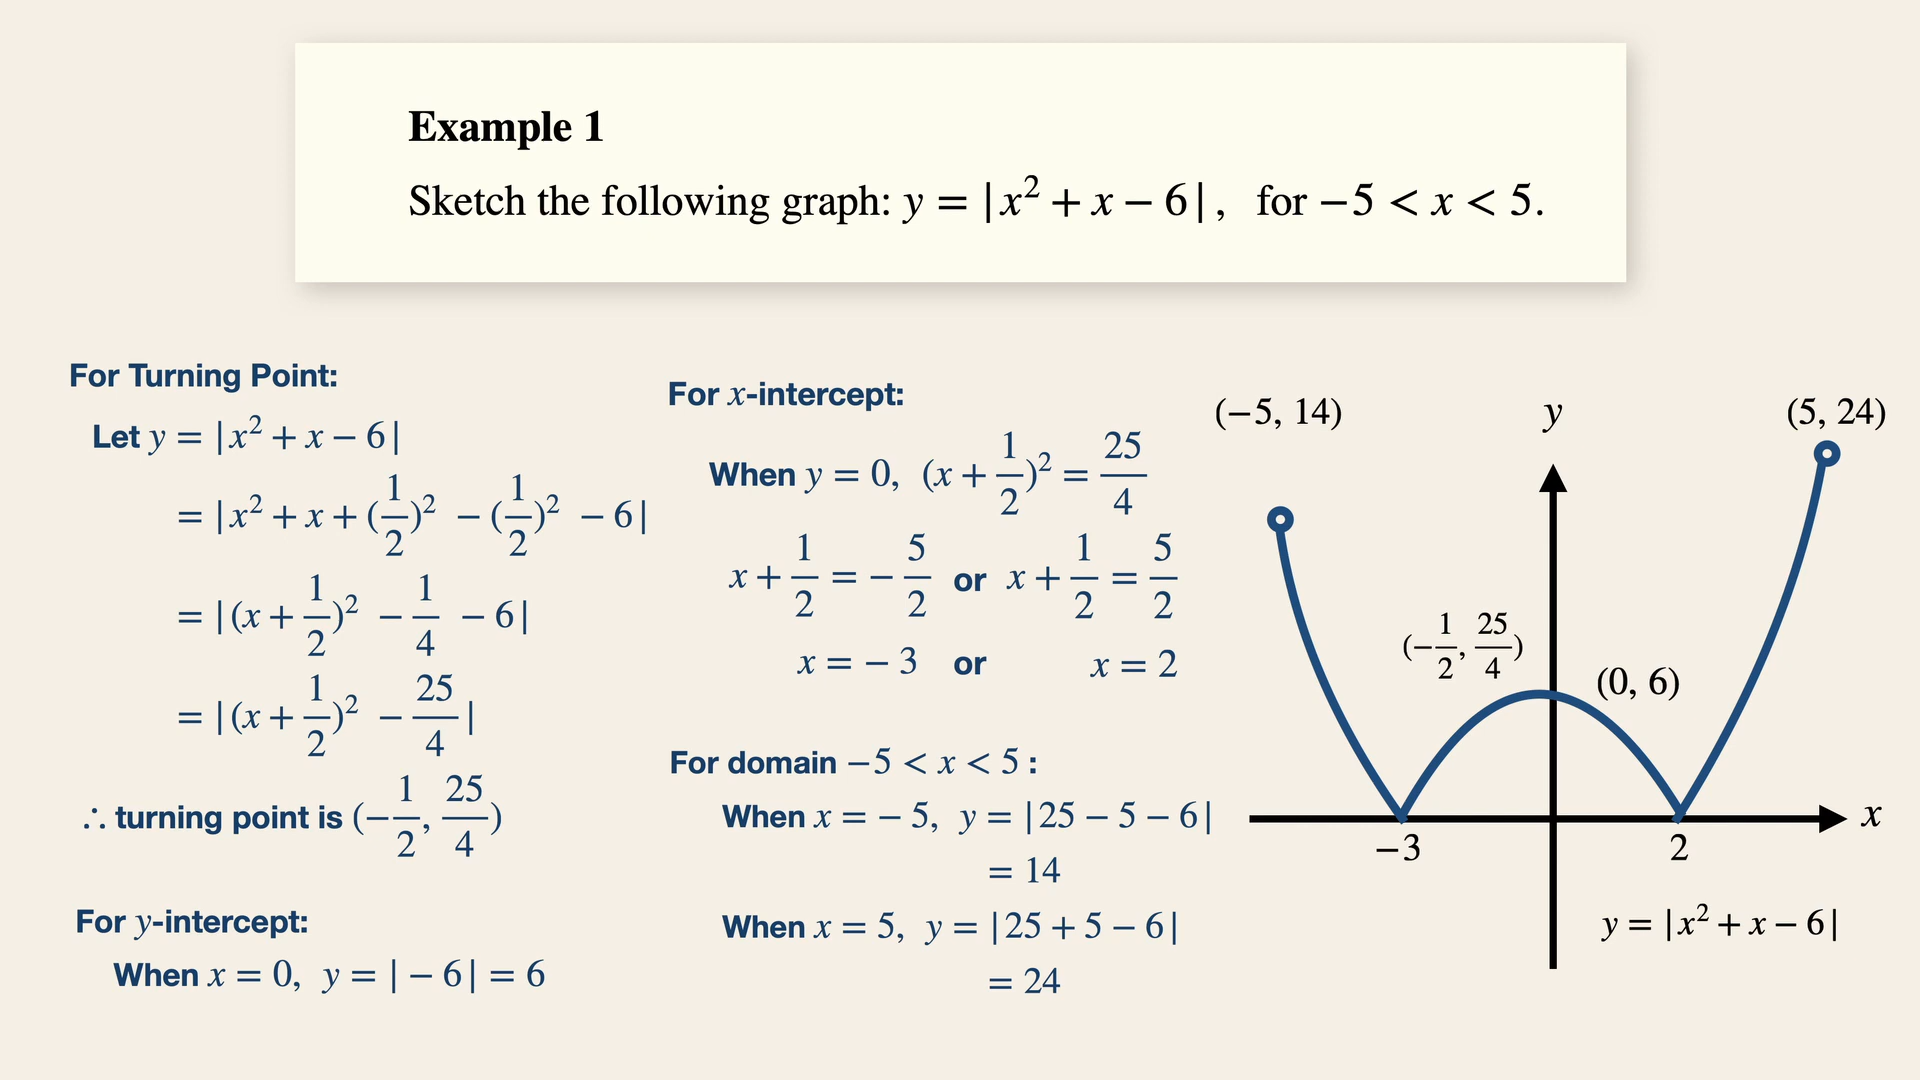 Example 1
Sketch the following graph: y = |x² + x − 6|, for −5 < x < 5.
For Turning Point:
Let y = |x² + x − 6|
= |x² + x + (1/2)² − (1/2)² − 6|
= |(x + 1/2)² − 1/4 − 6|
= |(x + 1/2)² − 25/4|
∴ turning point is (−1/2, 25/4)
For y-intercept:
When x = 0, y = | − 6| = 6
For x-intercept:
When y = 0, (x + 1/2)² = 25/4
x + 1/2 = − 5/2 or x + 1/2 = 5/2
x = − 3 or x = 2
For domain −5 < x < 5 :
When x = − 5, y = |25 − 5 − 6|
= 14
When x = 5, y = |25 + 5 − 6|
= 24
(−5, 14)
y
(5, 24)
(−1/2, 25/4)
(0, 6)
x
−3
2
y = |x² + x − 6|